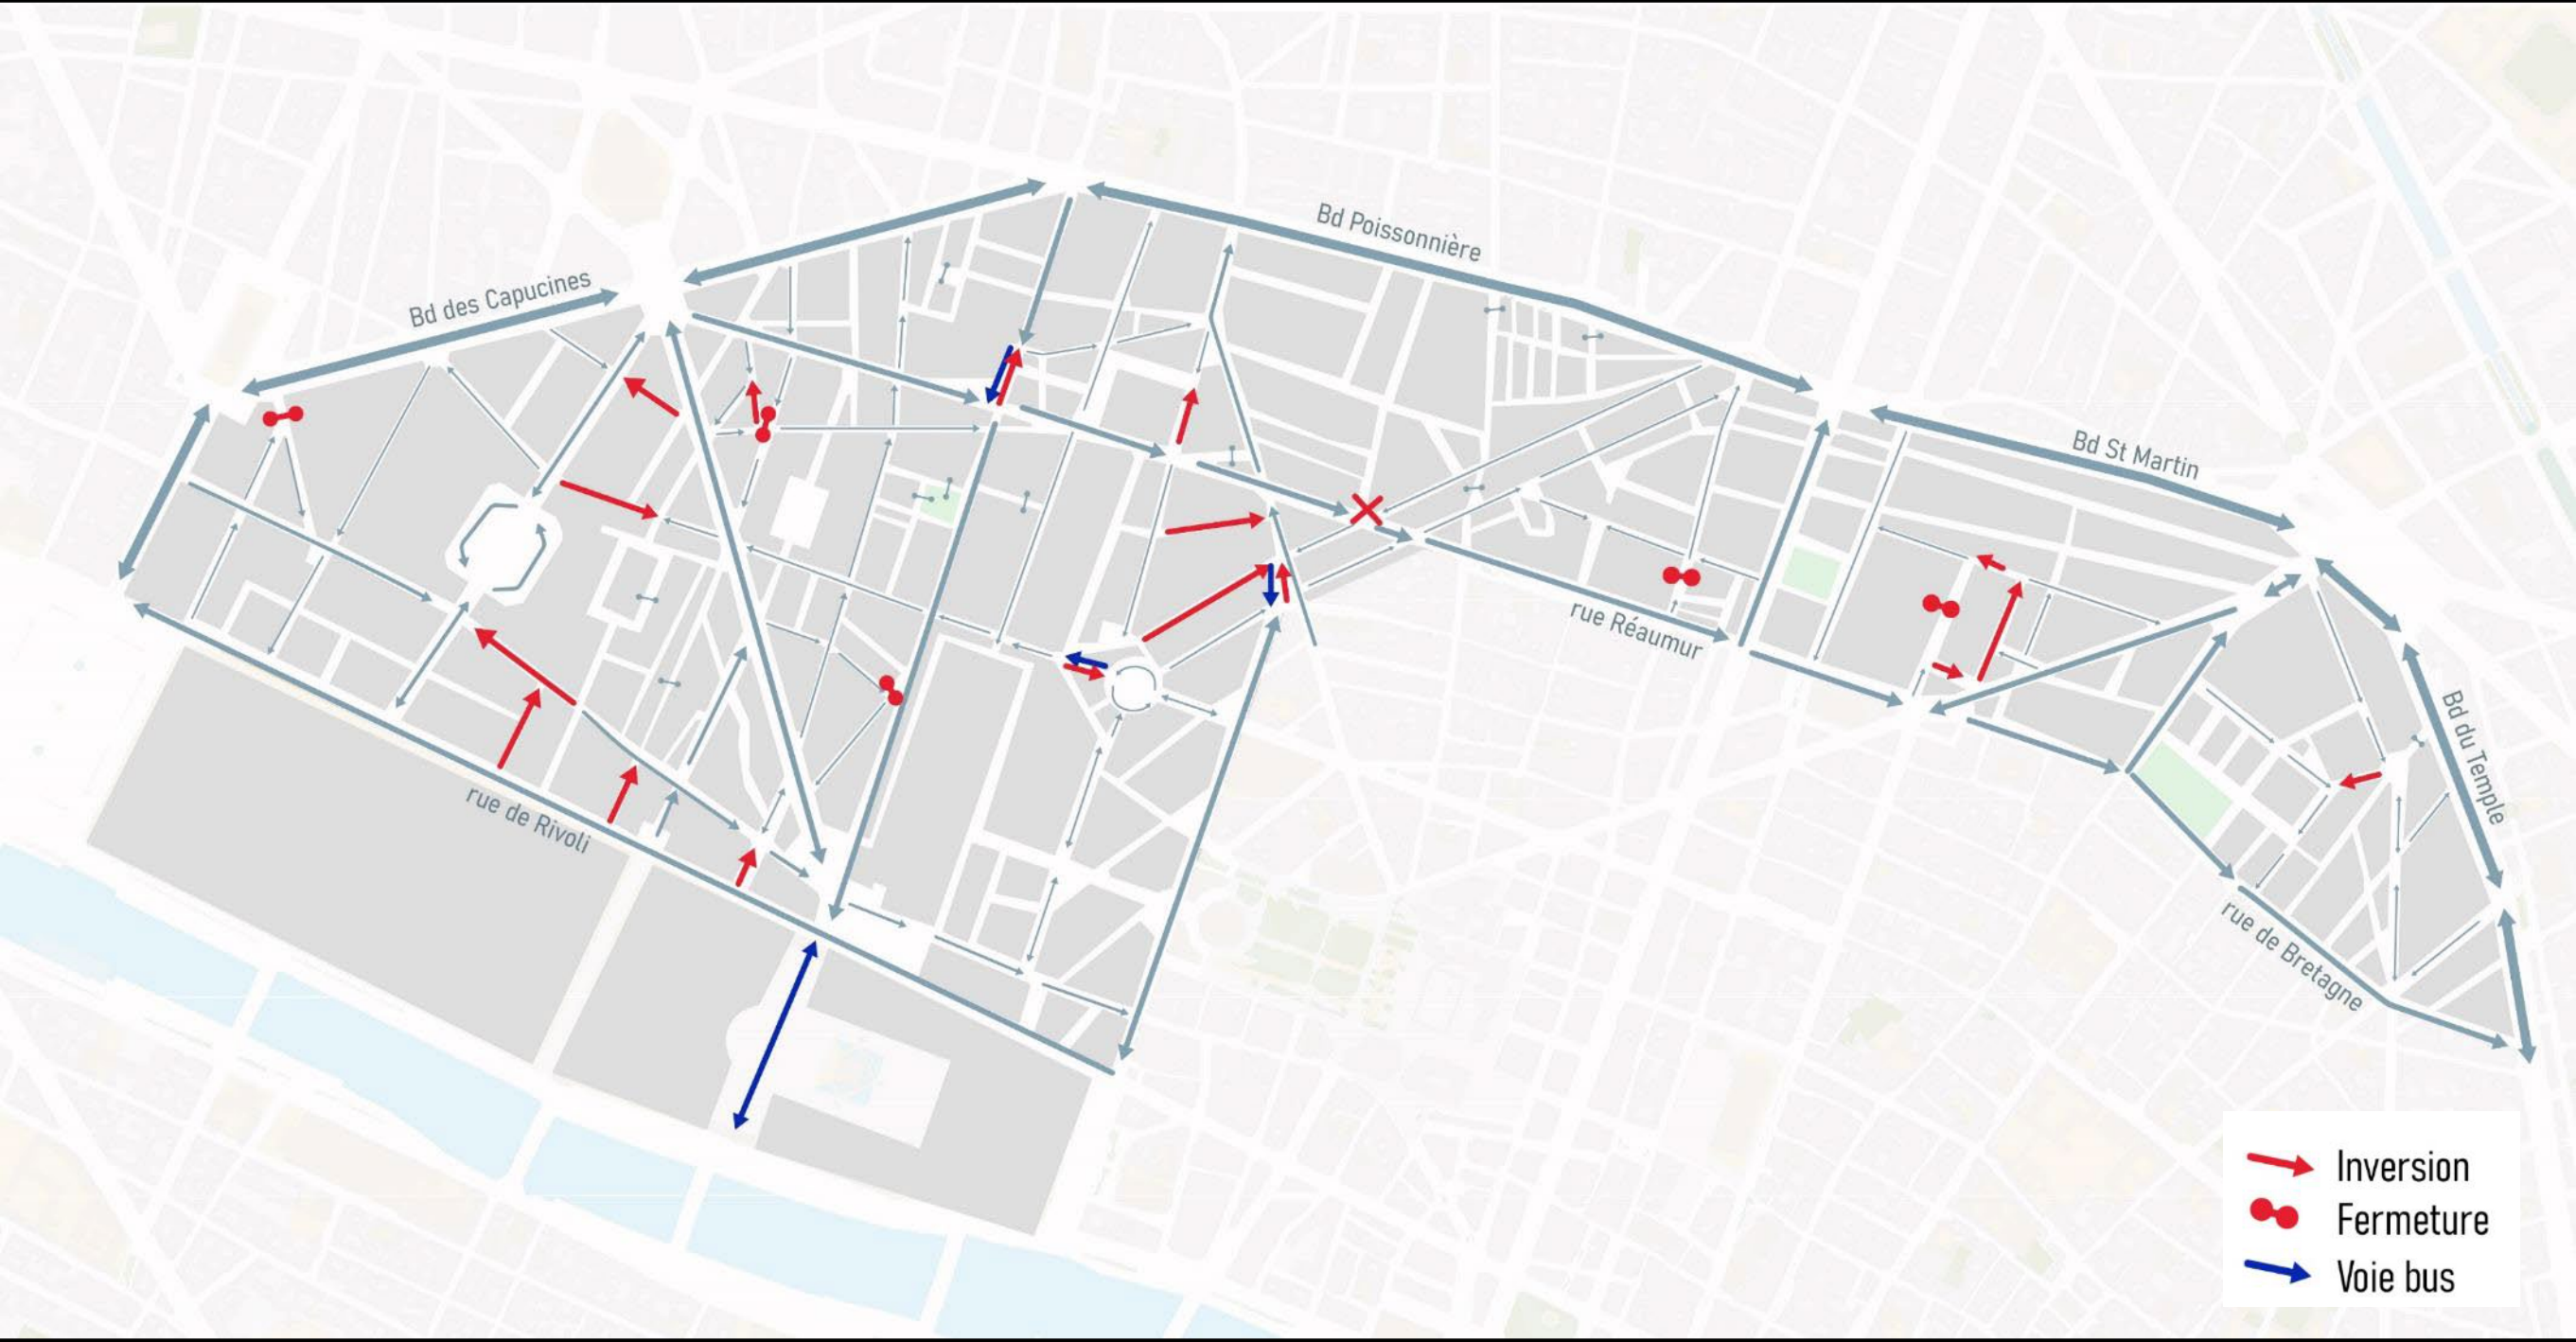 Bd Poissonnière
Bd des Capucines
Bd St Martin
rue Réaumur
Bd du Temple
rue de Rivoli
rue de Bretagne
Inversion
Fermeture
Voie bus